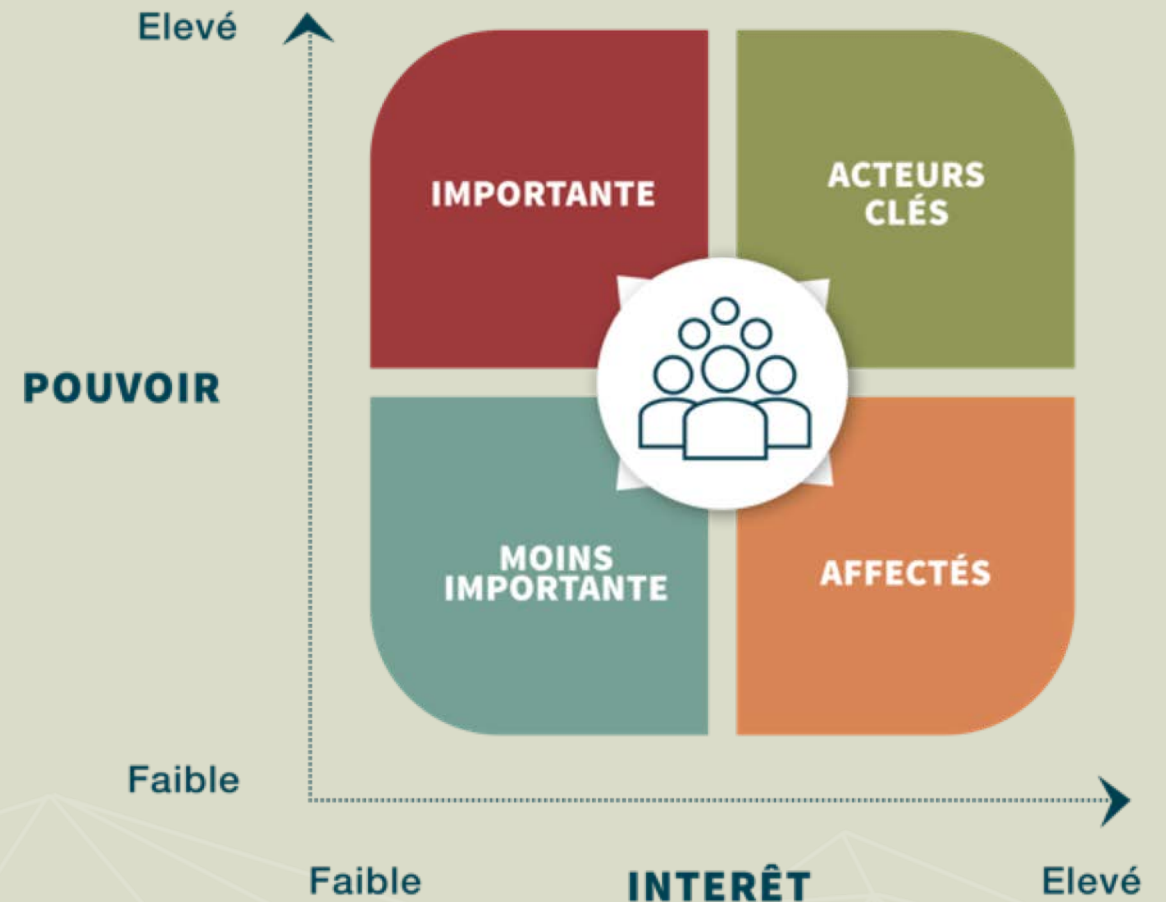 Elevé
IMPORTANTE
ACTEURS
CLÉS
POUVOIR
MOINS
IMPORTANTE
AFFECTÉS
Faible
Faible
INTERÊT
Elevé